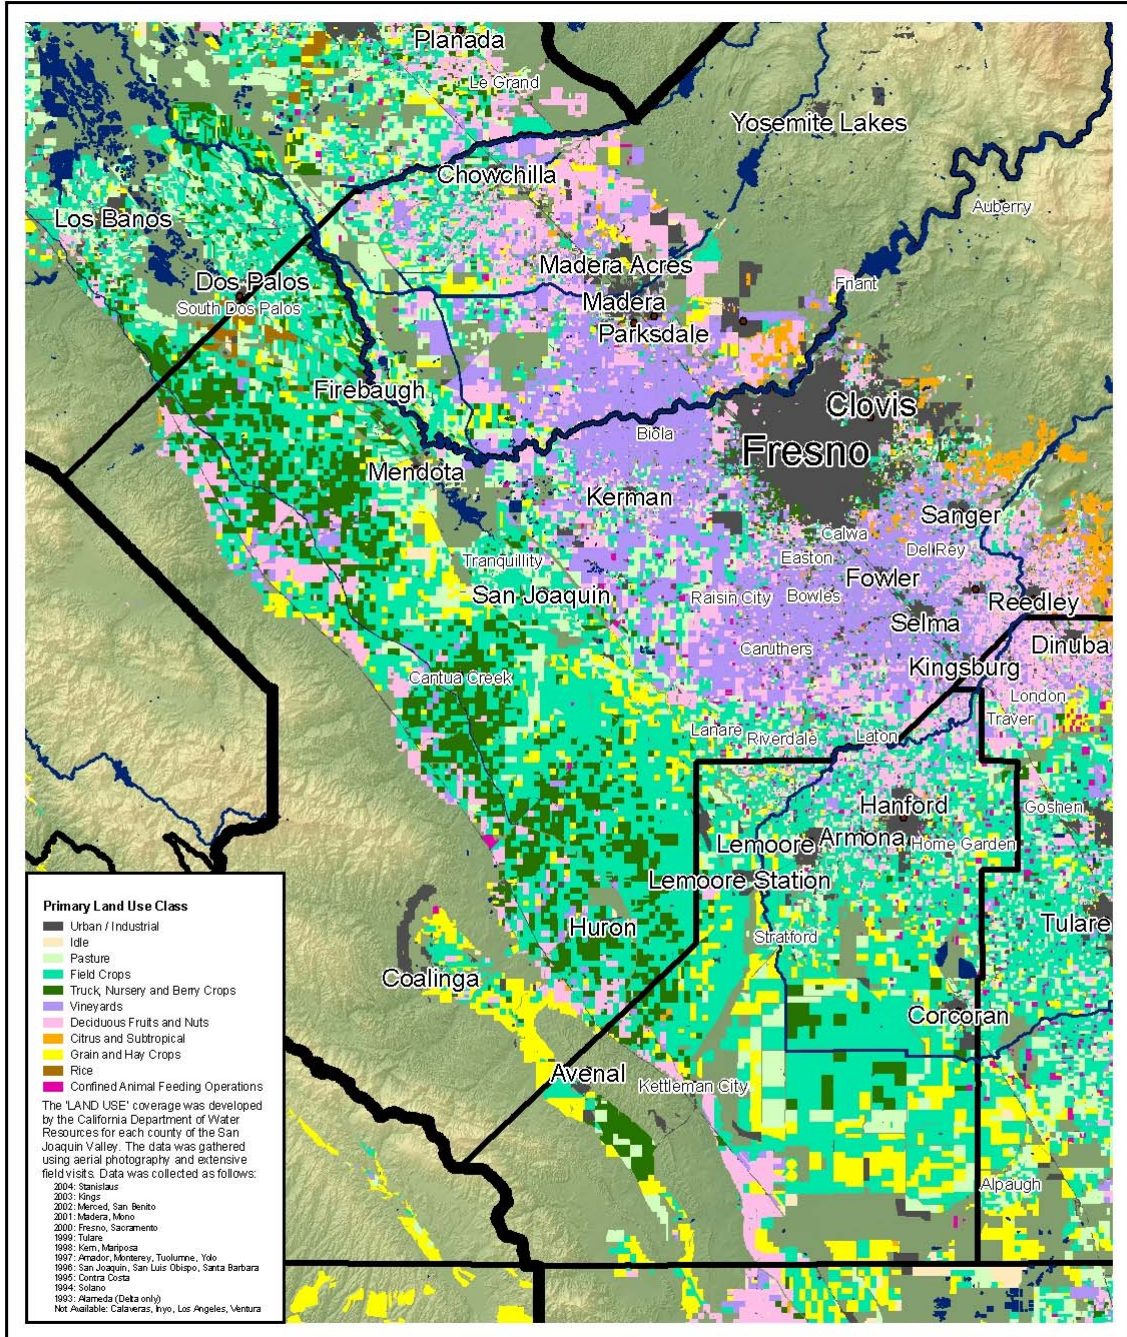 Planada
Le Grand
Yosemite Lakes
Chowchilla
Auberry
Los Banos
Madera Acres
Dos Palos
Friant
South Dos Palos
Madera
Parksdale
Firebaugh
Clovis
Biola
Fresno
Mendota
Kerman
Sanger
Calwa
Del Rey
Easton
Tranquillity
Fowler
San Joaquin
Raisin City
Bowles
Reedley
Selma
Dinuba
Caruthers
Kingsburg
Cantua Creek
London
Traver
Lanare
Riverdale
Laton
Hanford
Goshen
Lemoore
Armona
Home Garden
Lemoore Station
Huron
Stratford
Tulare
Coalinga
Corcoran
Avenal
Kettleman City
Alpaugh
Primary Land Use Class
Urban / Industrial
Idle
Pasture
Field Crops
Truck, Nursery and Berry Crops
Vineyards
Deciduous Fruits and Nuts
Citrus and Subtropical
Grain and Hay Crops
Rice
Confined Animal Feeding Operations
The 'LAND USE' coverage was developed
by the California Department of Water
Resources for each county of the San
Joaquin Valley. The data was gathered
using aerial photography and extensive
field visits. Data was collected as follows:
2004: Stanislaus
2003: Kings
2002: Merced, San Benito
2001: Madera, Mono
2000: Fresno, Sacramento
1999: Tulare
1998: Kern, Mariposa
1997: Amador, Monterey, Tuolumne, Yolo
1996: San Joaquin, San Luis Obispo, Santa Barbara
1995: Contra Costa
1994: Solano
1993: Alameda (Delta only)
Not Available: Calaveras, Inyo, Los Angeles, Ventura